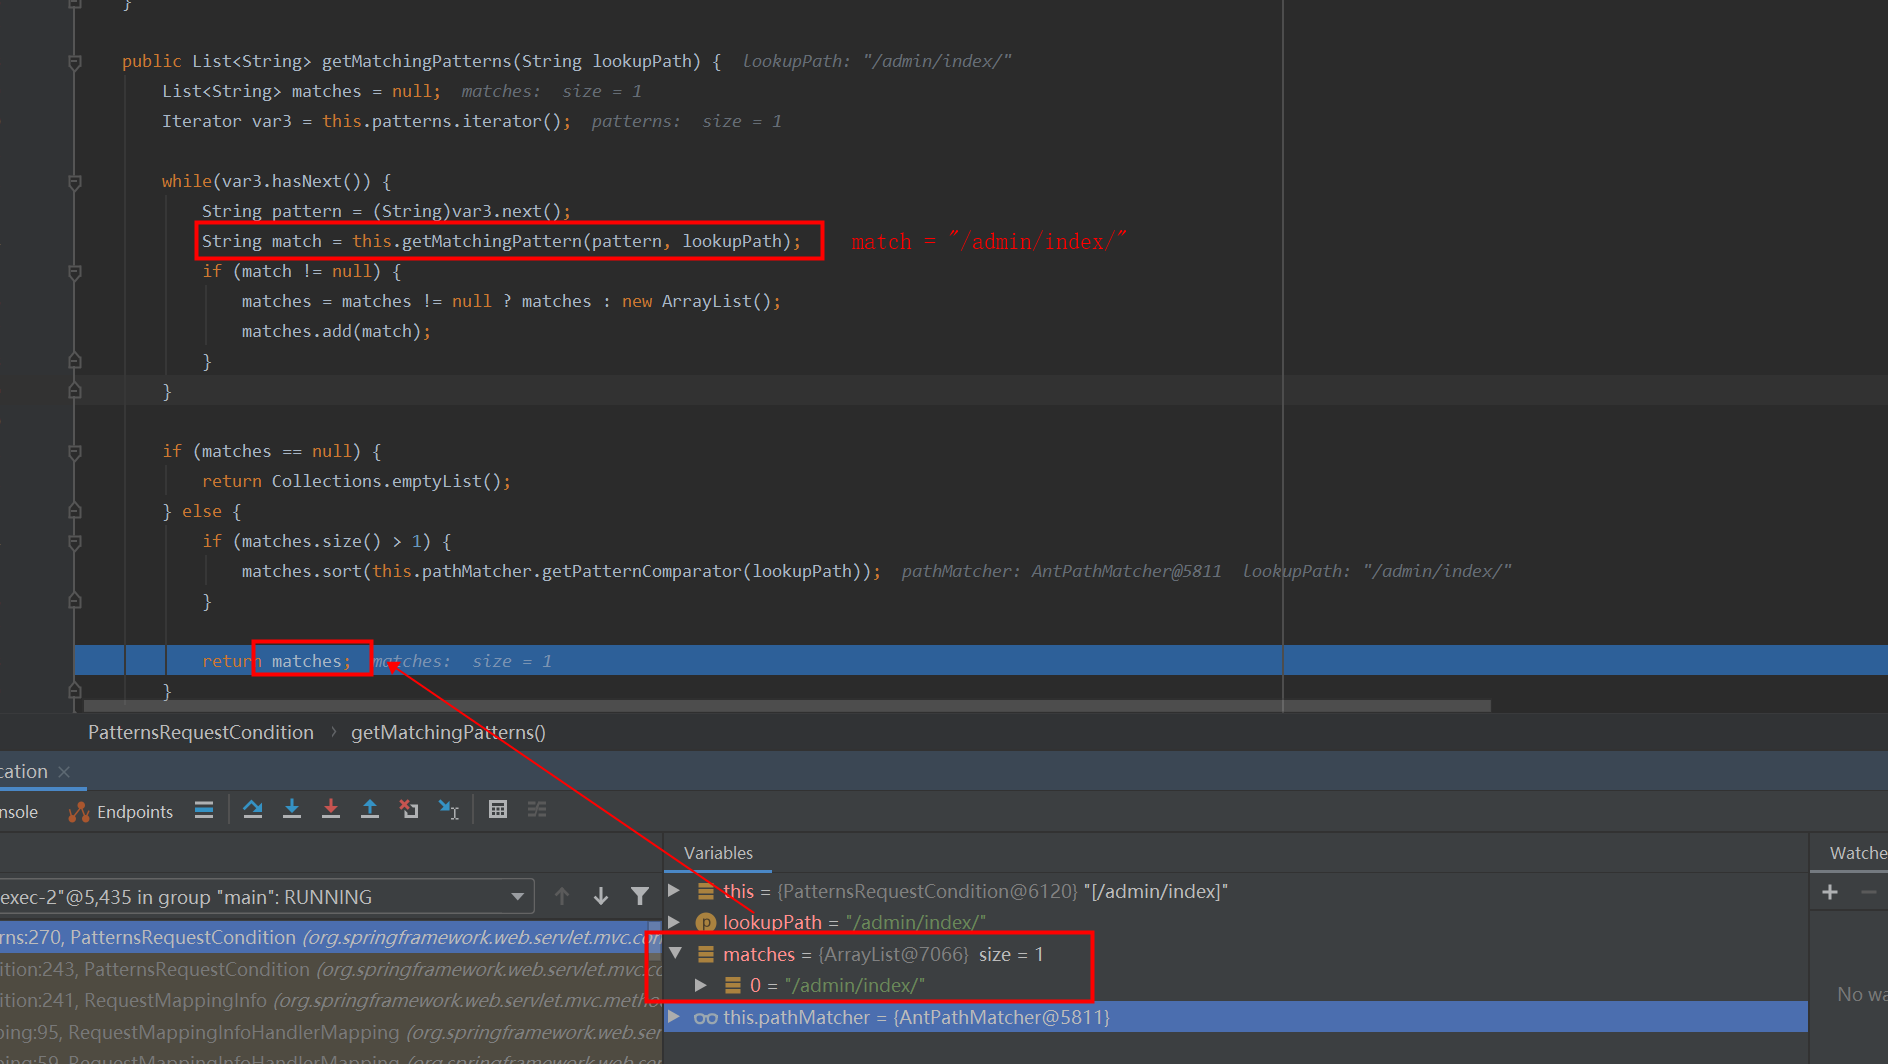 }
public List<String> getMatchingPatterns(String lookupPath) {  lookupPath: "/admin/index/"
List<String> matches = null;  matches:  size = 1
Iterator var3 = this.patterns.iterator();  patterns:  size = 1
while(var3.hasNext()) {
String pattern = (String)var3.next();
String match = this.getMatchingPattern(pattern, lookupPath);  match = "/admin/index/"
if (match != null) {
matches = matches != null ? matches : new ArrayList();
matches.add(match);
}
}
if (matches == null) {
return Collections.emptyList();
} else {
if (matches.size() > 1) {
matches.sort(this.pathMatcher.getPatternComparator(lookupPath));  pathMatcher: AntPathMatcher@5811  lookupPath: "/admin/index/"
}
return matches;  matches:  size = 1
}
PatternsRequestCondition › getMatchingPatterns()
cation
nsole  Endpoints
Variables
Watche
exec-2"@5,435 in group "main": RUNNING
this = {PatternsRequestCondition@6120} "[/admin/index]"
lookupPath = "/admin/index/"
matches = {ArrayList@7066} size = 1
0 = "/admin/index/"
this.pathMatcher = {AntPathMatcher@5811}
No wa
rns:270, PatternsRequestCondition (org.springframework.web.servlet.mvc.con
ition:243, PatternsRequestCondition (org.springframework.web.servlet.mvc.co
ition:241, RequestMappingInfo (org.springframework.web.servlet.mvc.metho
ping:95, RequestMappingInfoHandlerMapping (org.springframework.web.ser
ping:59, RequestMappingInfoHandlerMapping (org.springframework.web.ser